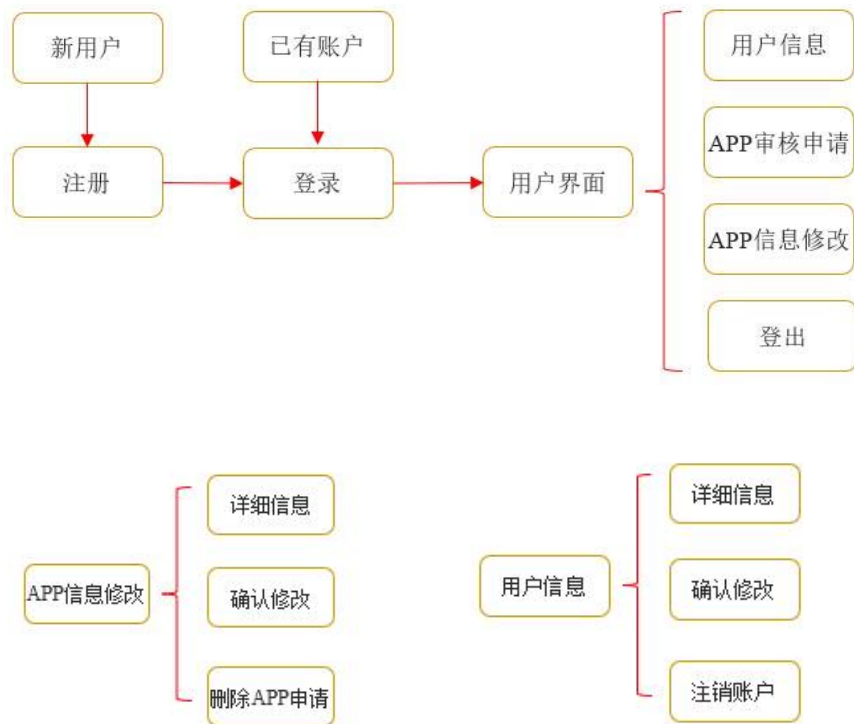 新用户
已有账户
用户信息
APP审核申请
注册
登录
用户界面
APP信息修改
登出
详细信息
APP信息修改
确认修改
删除APP申请
详细信息
用户信息
确认修改
注销账户